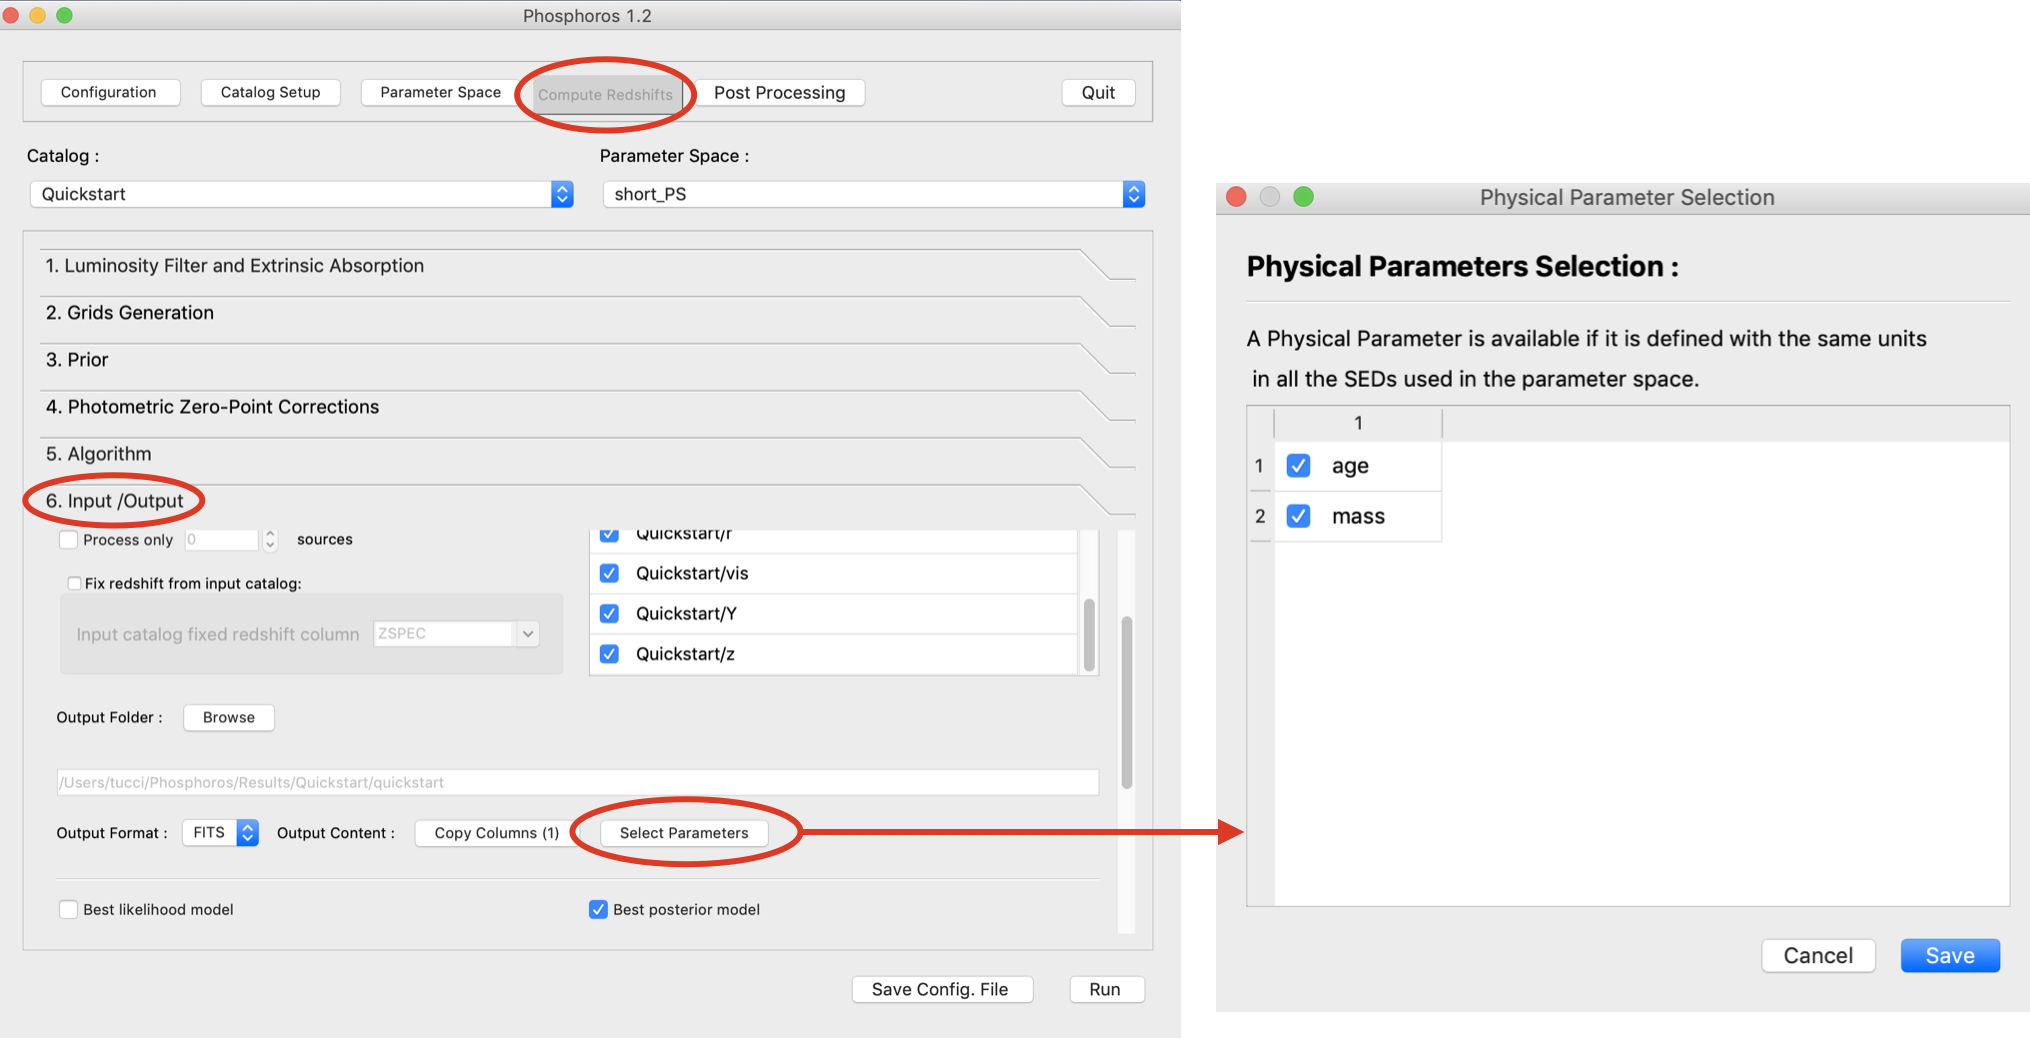 Phosphoros 1.2
Configuration
Catalog Setup
Parameter Space
Compute Redshifts
Post Processing
Quit
Catalog :
Parameter Space :
Quickstart
short_PS
1. Luminosity Filter and Extrinsic Absorption
2. Grids Generation
3. Prior
4. Photometric Zero-Point Corrections
5. Algorithm
6. Input /Output
Process only 0 sources
Quickstart/r
Quickstart/vis
Quickstart/Y
Quickstart/z
Fix redshift from input catalog:
Input catalog fixed redshift column ZSPEC
Output Folder : Browse
/Users/tucci/Phosphoros/Results/Quickstart/quickstart
Output Format : FITS Output Content : Copy Columns (1) Select Parameters
Best likelihood model
Best posterior model
Save Config. File
Run
Physical Parameter Selection
Physical Parameters Selection :
A Physical Parameter is available if it is defined with the same units
in all the SEDs used in the parameter space.
1
1 age
2 mass
Cancel
Save